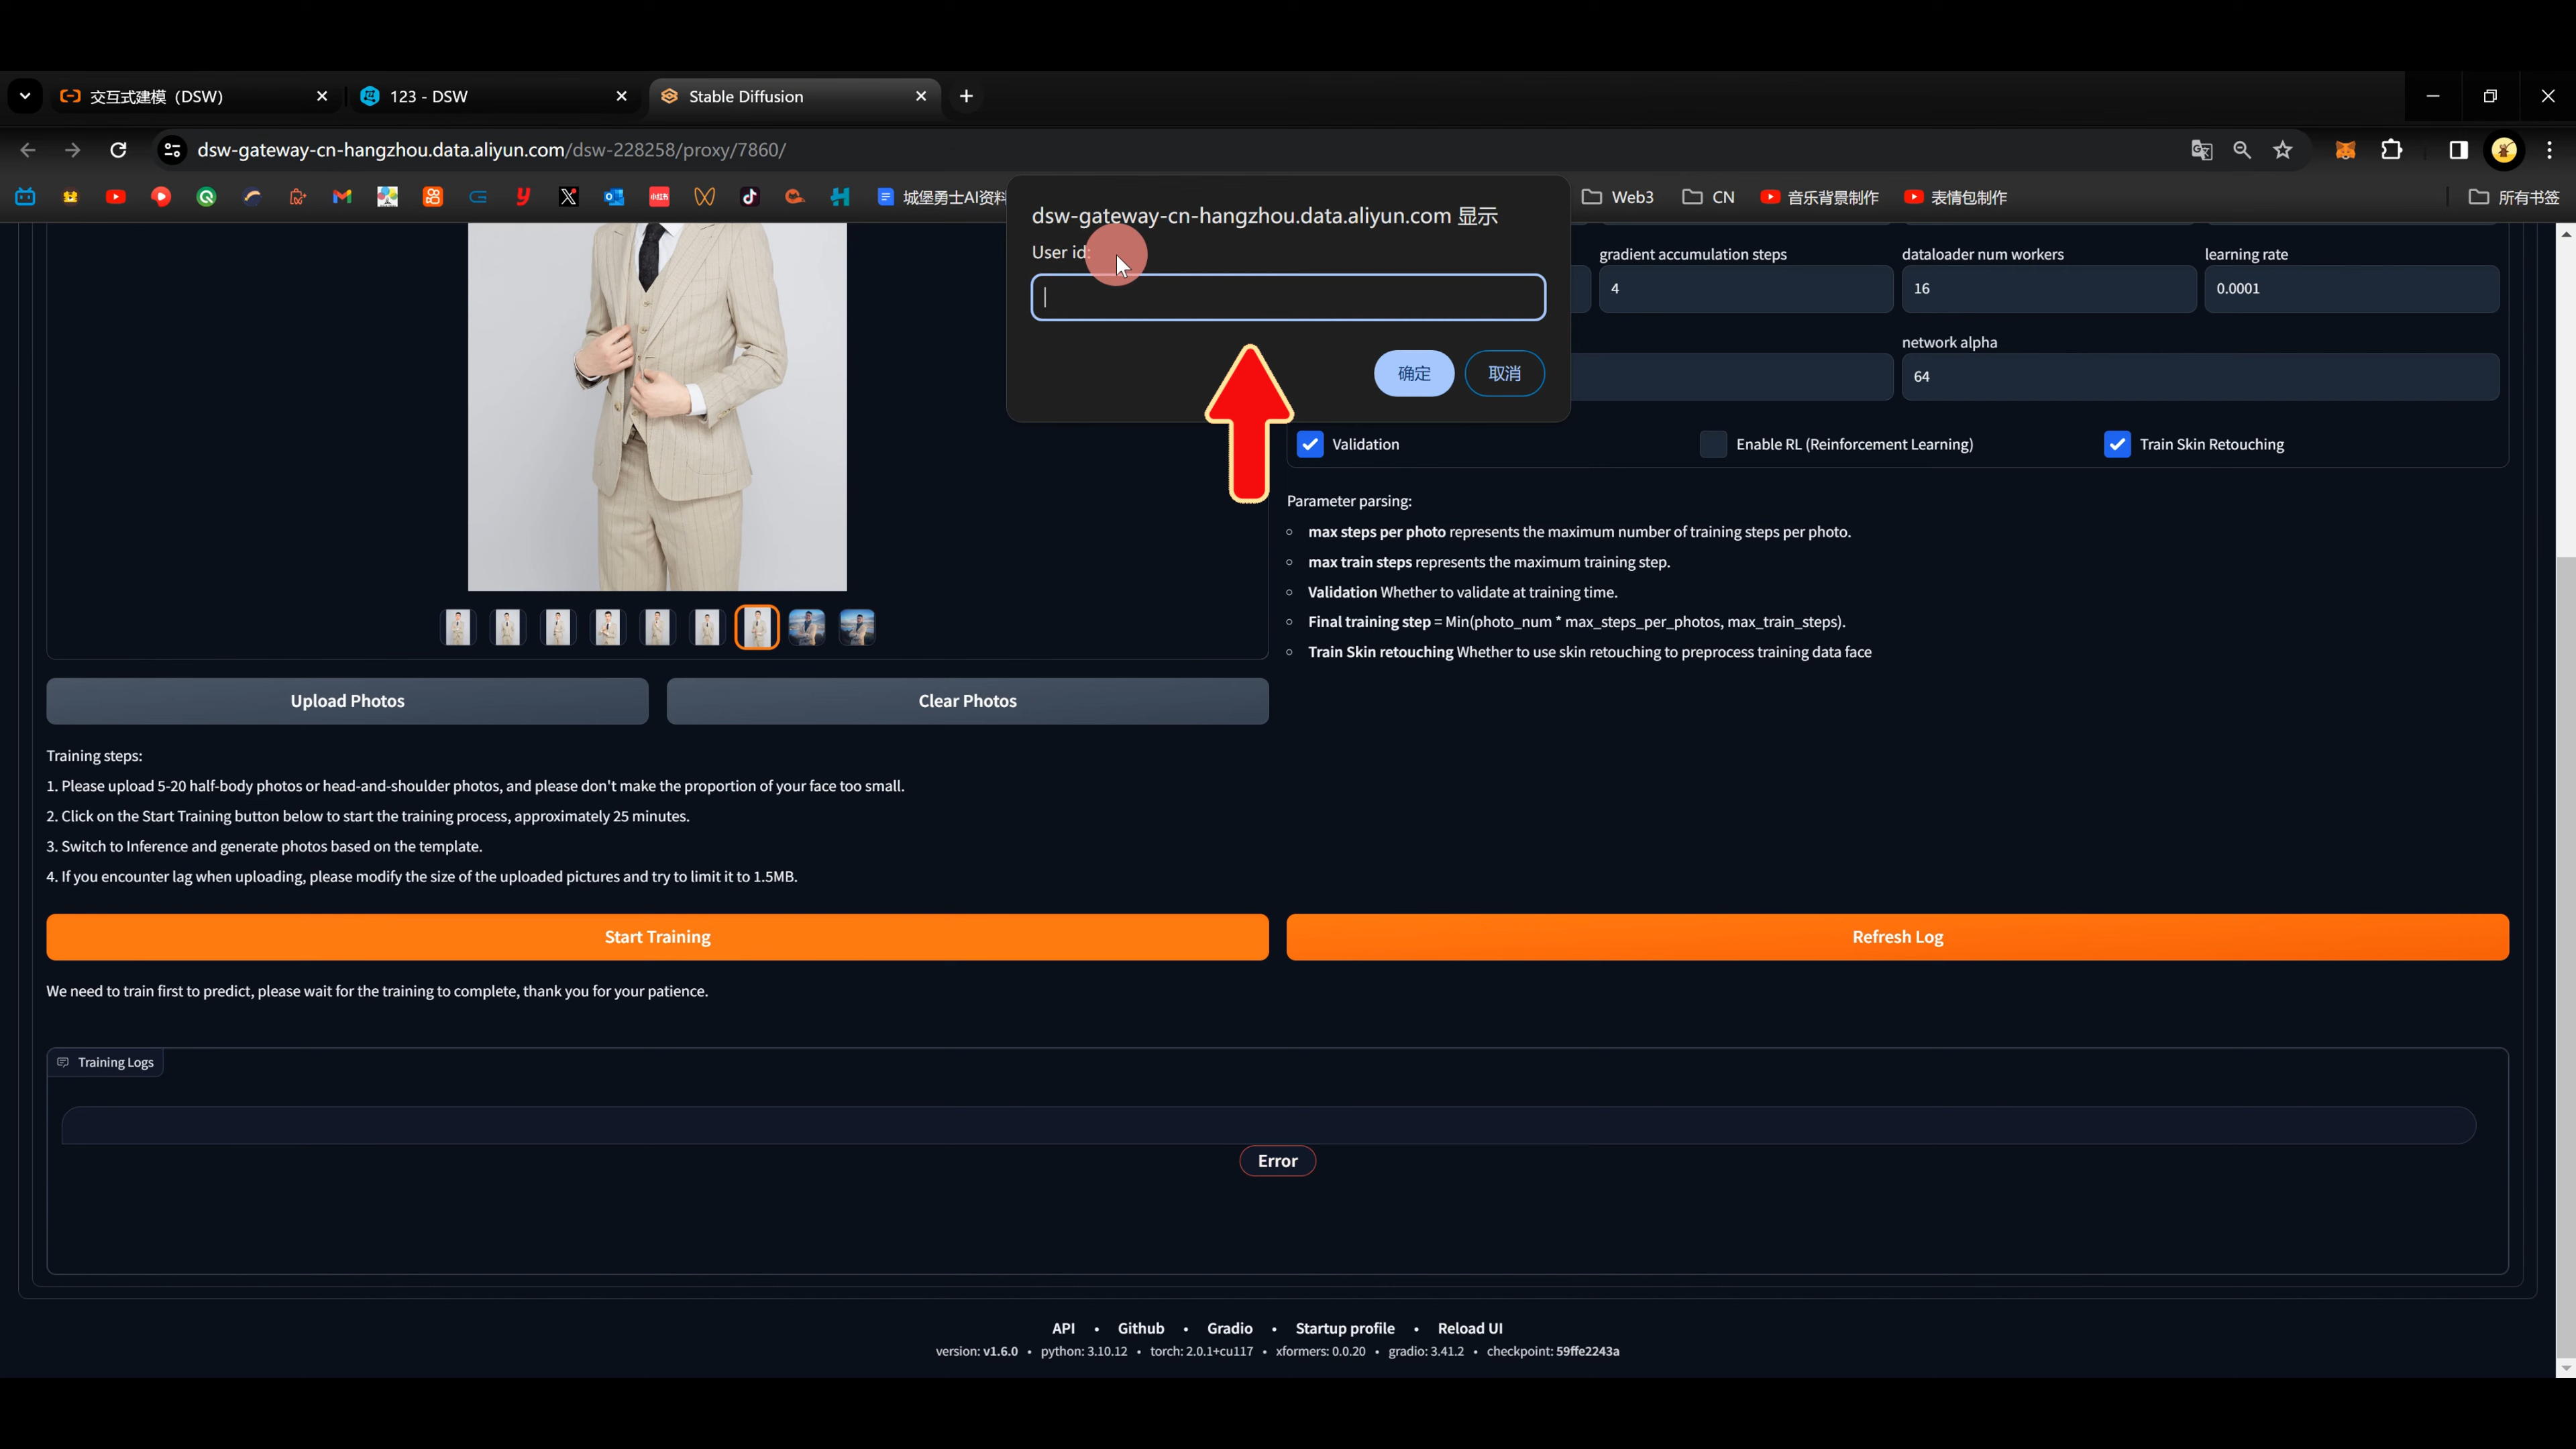 交互式建模（DSW）
123 - DSW
Stable Diffusion
dsw-gateway-cn-hangzhou.data.aliyun.com/dsw-228258/proxy/7860/
城堡勇士AI资料
Web3
CN
音乐背景制作
表情包制作
所有书签
dsw-gateway-cn-hangzhou.data.aliyun.com 显示
User id:
确定
取消
gradient accumulation steps
dataloader num workers
learning rate
4
16
0.0001
network alpha
64
Validation
Enable RL (Reinforcement Learning)
Train Skin Retouching
Parameter parsing:
max steps per photo represents the maximum number of training steps per photo.
max train steps represents the maximum training step.
Validation Whether to validate at training time.
Final training step = Min(photo_num * max_steps_per_photos, max_train_steps).
Train Skin retouching Whether to use skin retouching to preprocess training data face
Upload Photos
Clear Photos
Training steps:
1. Please upload 5-20 half-body photos or head-and-shoulder photos, and please don't make the proportion of your face too small.
2. Click on the Start Training button below to start the training process, approximately 25 minutes.
3. Switch to Inference and generate photos based on the template.
4. If you encounter lag when uploading, please modify the size of the uploaded pictures and try to limit it to 1.5MB.
Start Training
Refresh Log
We need to train first to predict, please wait for the training to complete, thank you for your patience.
Training Logs
Error
API • Github • Gradio • Startup profile • Reload UI
version: v1.6.0 • python: 3.10.12 • torch: 2.0.1+cu117 • xformers: 0.0.20 • gradio: 3.41.2 • checkpoint: 59ffe2243a